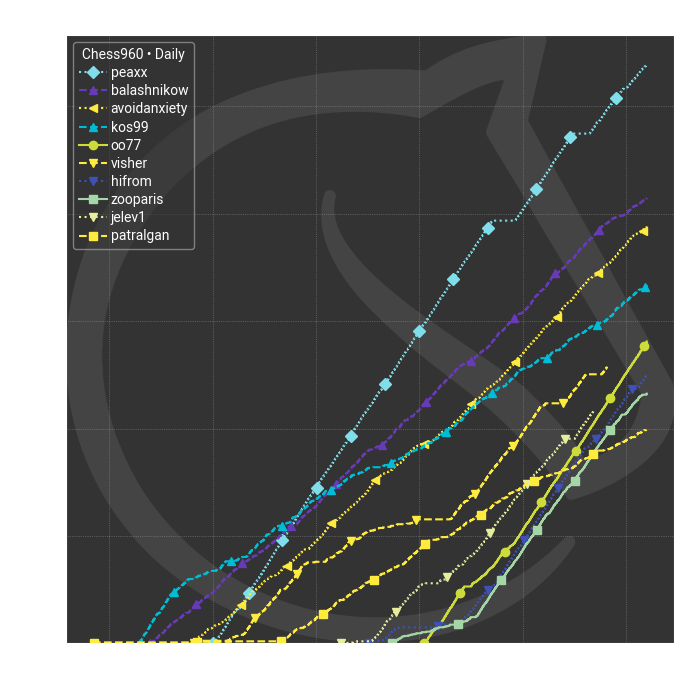 Chess960 • Daily
peaxx
balashnikow
avoidanxiety
kos99
oo77
visher
hifrom
zooparis
jelev1
patralgan